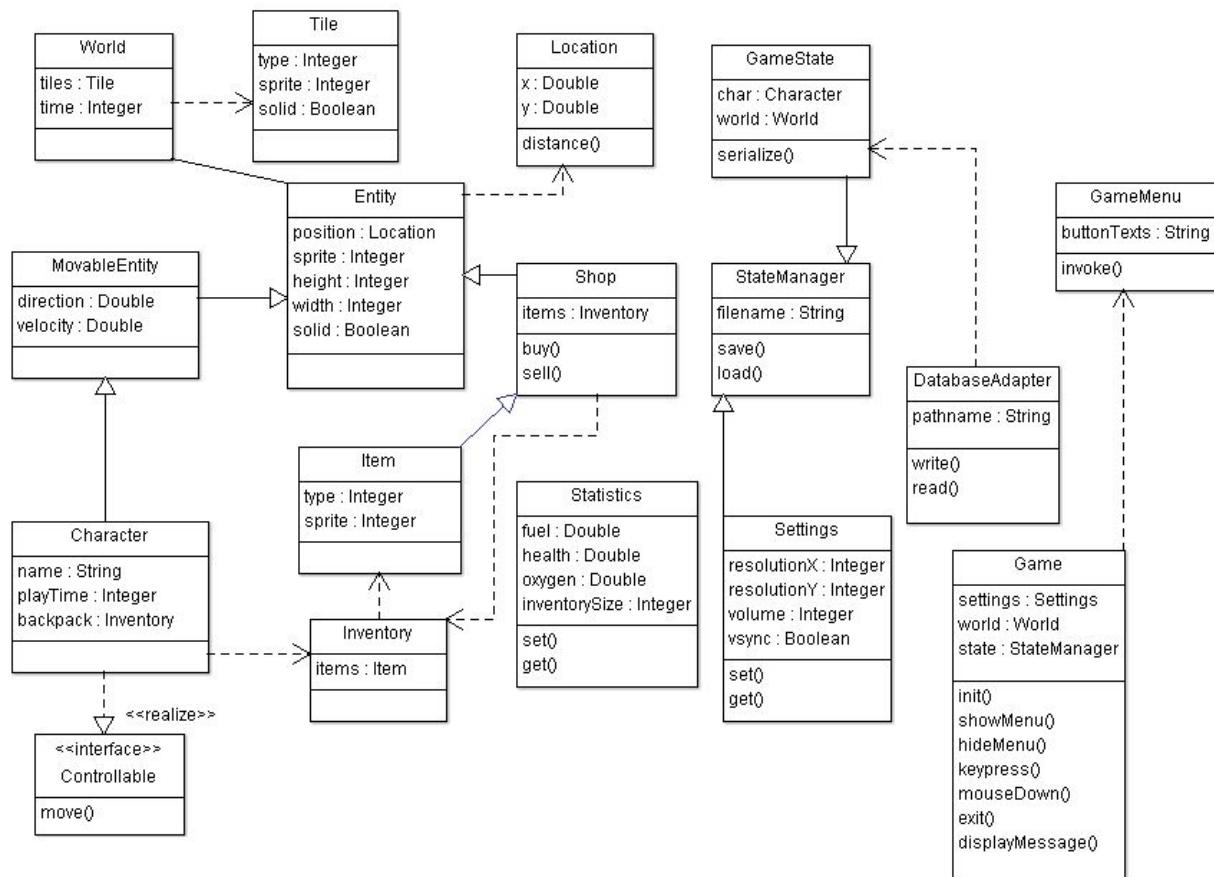 World
tiles : Tile
time : Integer
Tile
type : Integer
sprite : Integer
solid : Boolean
Location
x : Double
y : Double
distance()
GameState
char : Character
world : World
serialize()
GameMenu
buttonTexts : String
invoke()
Entity
position : Location
sprite : Integer
height : Integer
width : Integer
solid : Boolean
MovableEntity
direction : Double
velocity : Double
Shop
items : Inventory
buy()
sell()
StateManager
filename : String
save()
load()
DatabaseAdapter
pathname : String
write()
read()
Item
type : Integer
sprite : Integer
Statistics
fuel : Double
health : Double
oxygen : Double
inventorySize : Integer
set()
get()
Settings
resolutionX : Integer
resolutionY : Integer
volume : Integer
vsync : Boolean
set()
get()
Character
name : String
playTime : Integer
backpack : Inventory
Inventory
items : Item
Game
settings : Settings
world : World
state : StateManager
init()
showMenu()
hideMenu()
keypress()
mouseDown()
exit()
displayMessage()
<<realize>>
<<interface>>
Controllable
move()